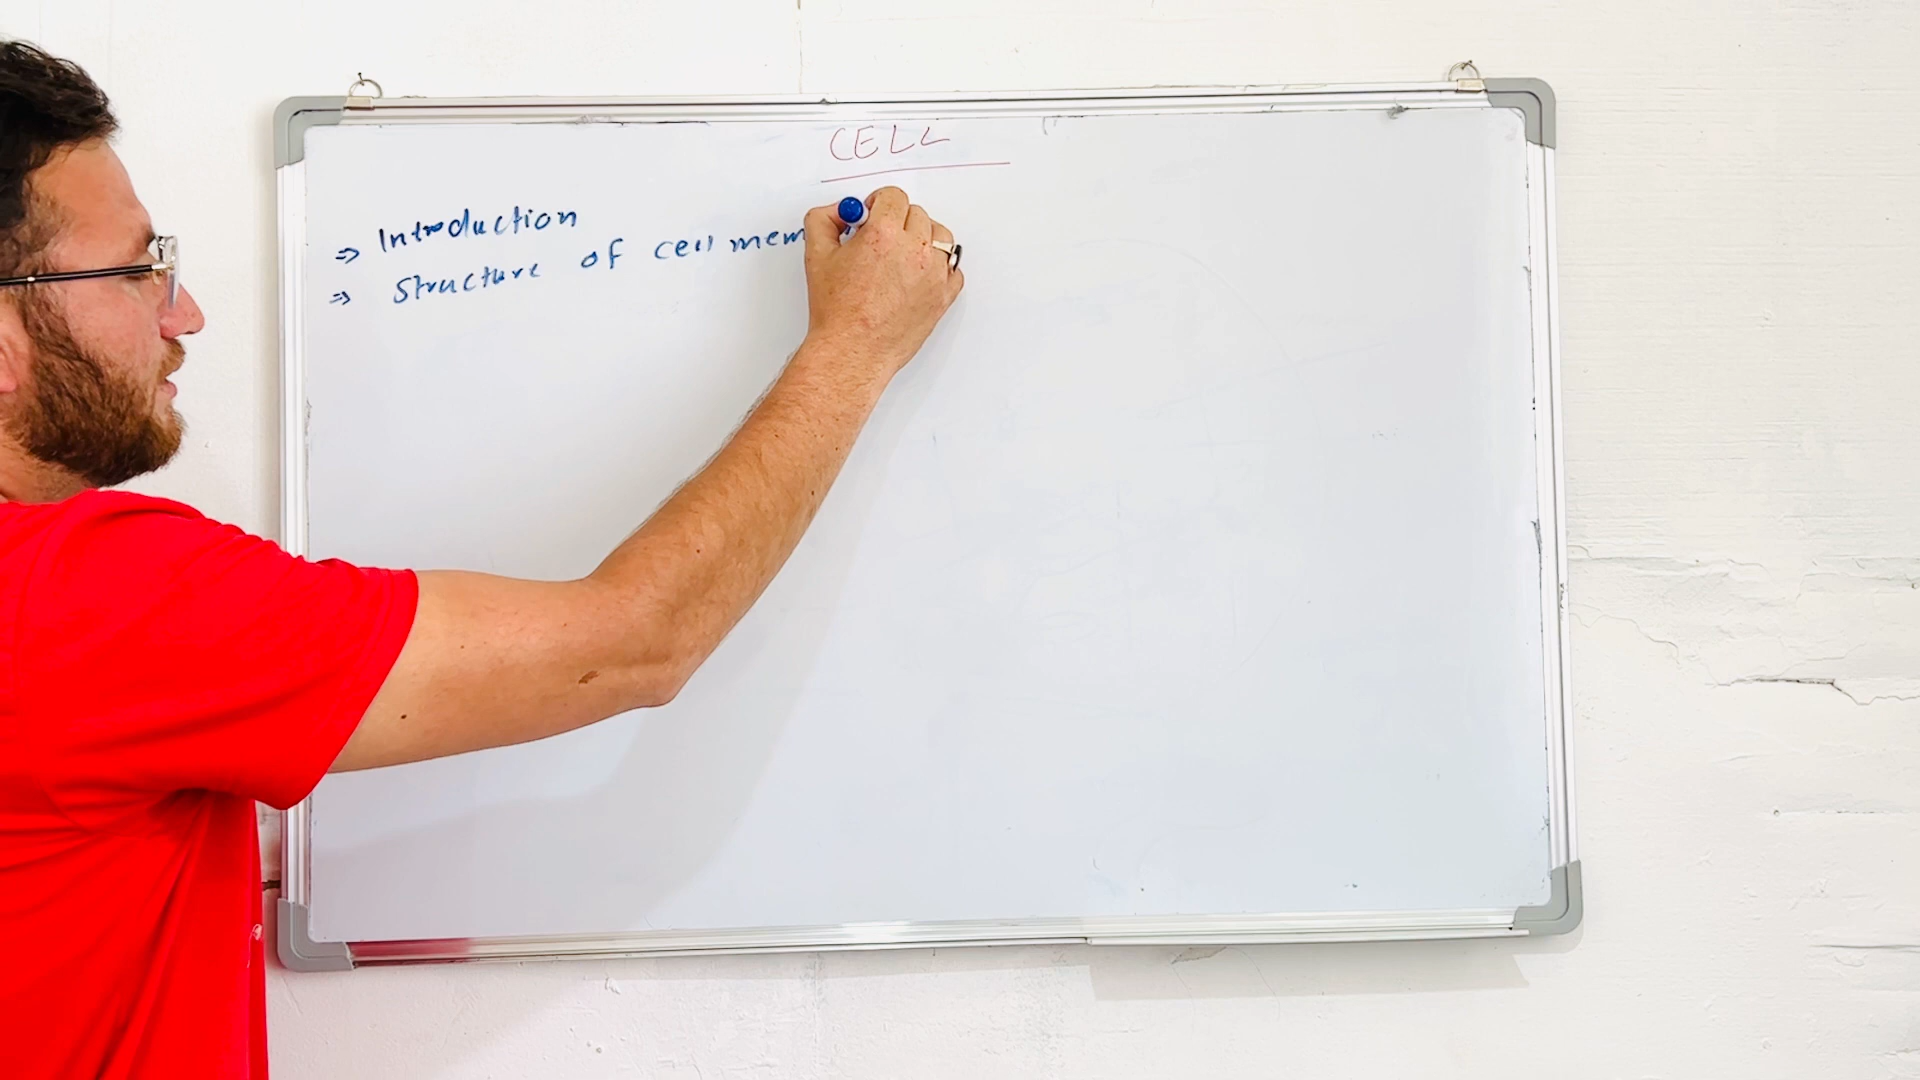 CELL
⇒ Introduction
⇒ Structure of cell mem